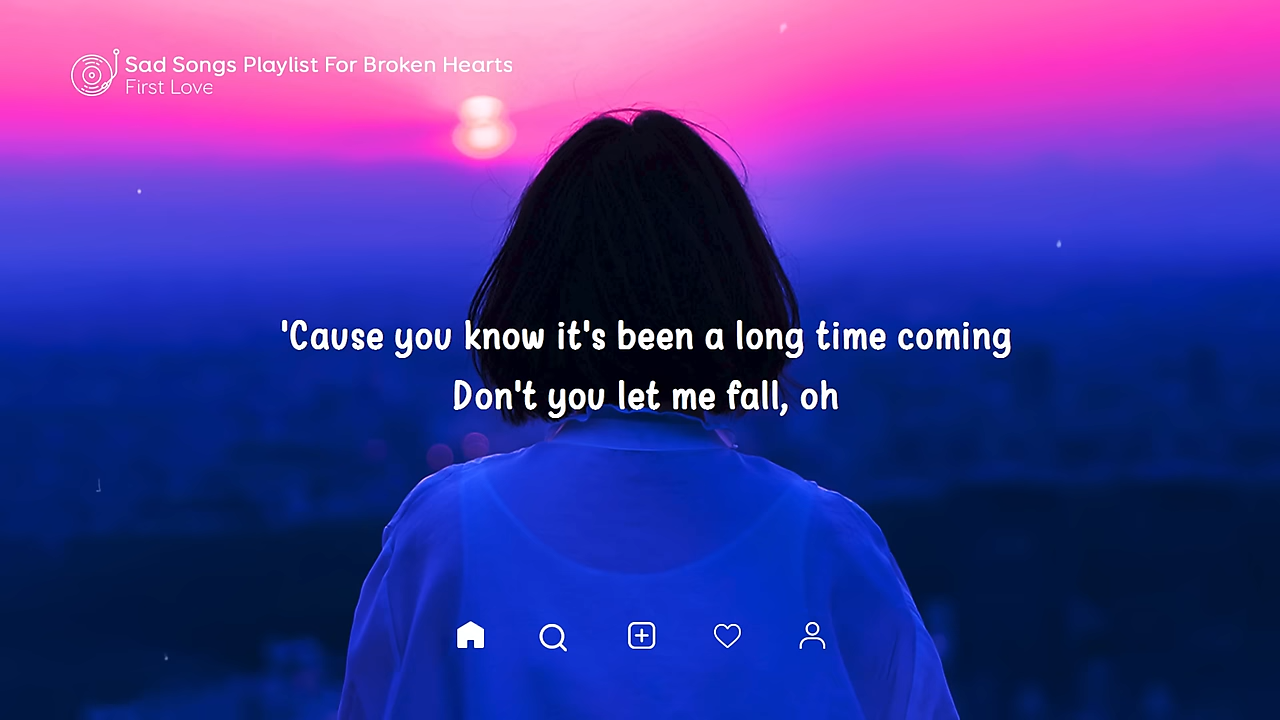 Sad Songs Playlist For Broken Hearts
First Love
'Cause you know it's been a long time coming
Don't you let me fall, oh